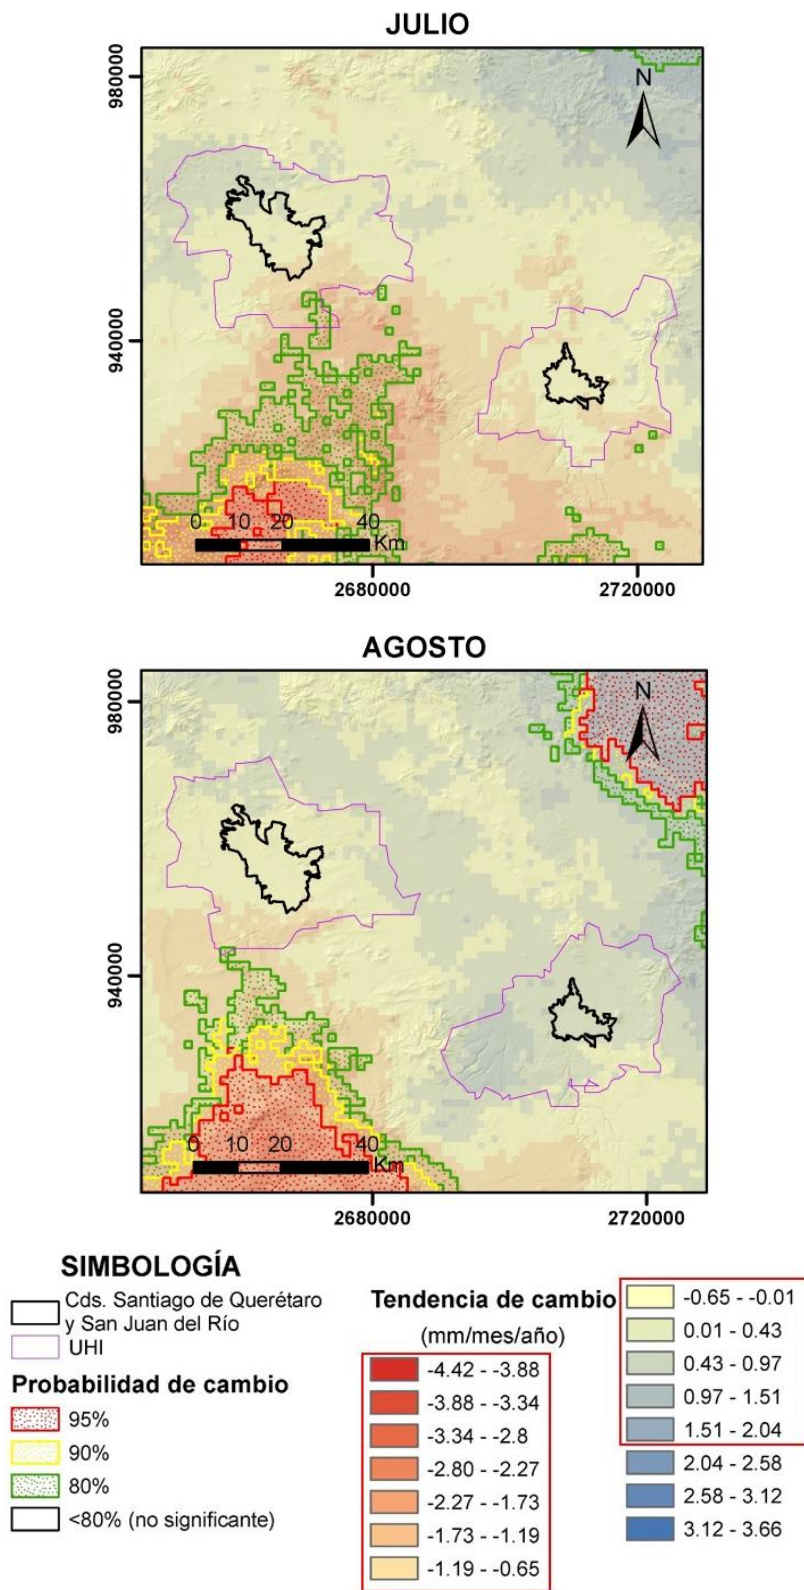 JULIO
980000
N
940000
0 10 20 40
Km
2680000 2720000
AGOSTO
980000
N
940000
0 10 20 40
Km
2680000 2720000
SIMBOLOGÍA
Cds. Santiago de Querétaro
y San Juan del Río
UHI
Probabilidad de cambio
95%
90%
80%
<80% (no significante)
Tendencia de cambio
(mm/mes/año)
-4.42 - -3.88
-3.88 - -3.34
-3.34 - -2.8
-2.80 - -2.27
-2.27 - -1.73
-1.73 - -1.19
-1.19 - -0.65
-0.65 - -0.01
0.01 - 0.43
0.43 - 0.97
0.97 - 1.51
1.51 - 2.04
2.04 - 2.58
2.58 - 3.12
3.12 - 3.66